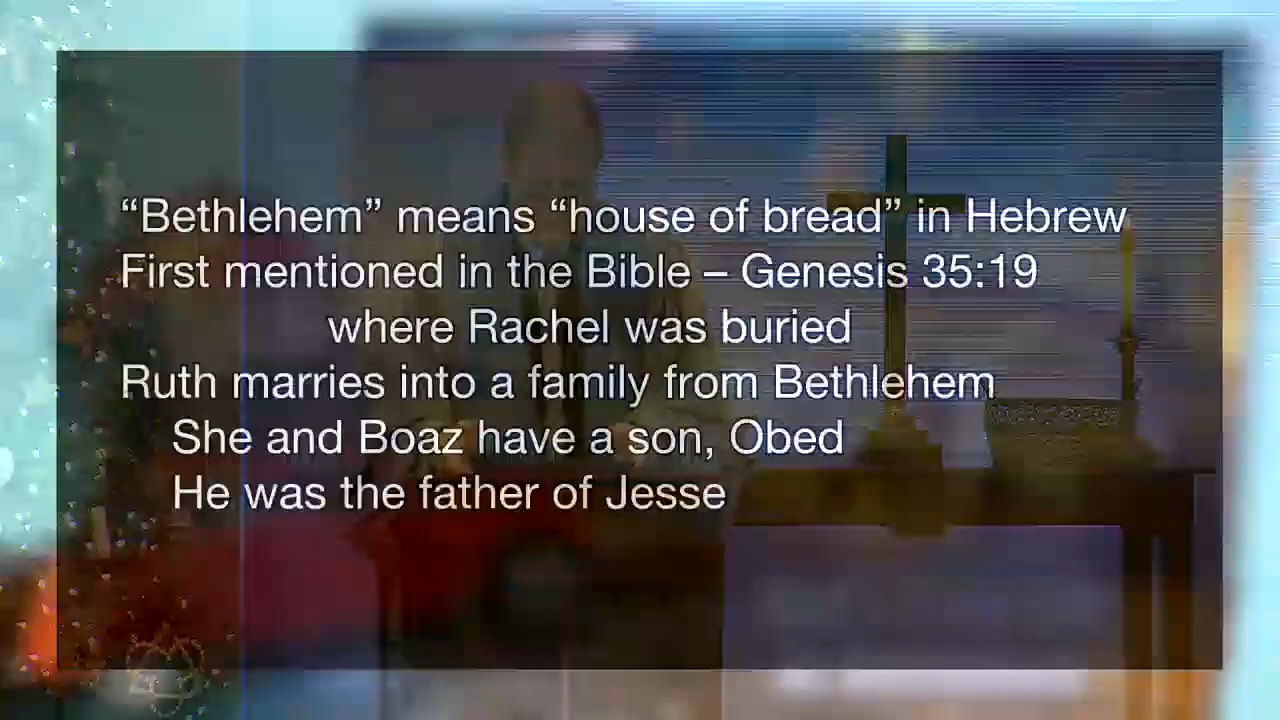 “Bethlehem” means “house of bread” in Hebrew
First mentioned in the Bible – Genesis 35:19
where Rachel was buried
Ruth marries into a family from Bethlehem
She and Boaz have a son, Obed
He was the father of Jesse